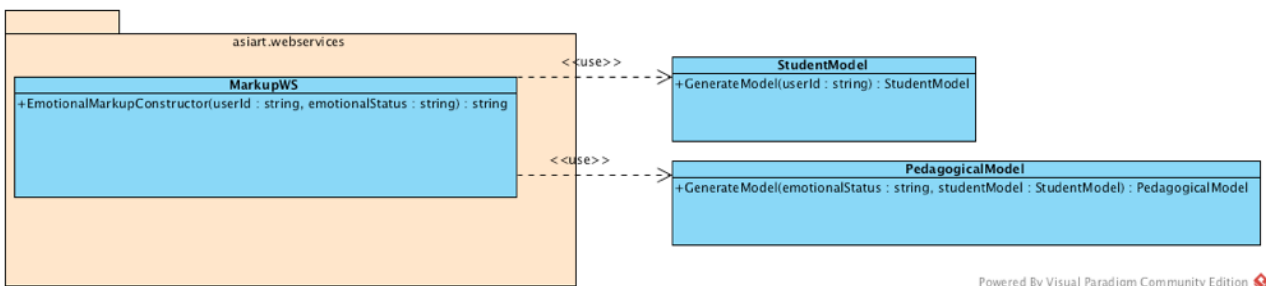 asiart.webservices
MarkupWS
+EmotionalMarkupConstructor(userId : string, emotionalStatus : string) : string
<<use>>
StudentModel
+GenerateModel(userId : string) : StudentModel
<<use>>
PedagogicalModel
+GenerateModel(emotionalStatus : string, studentModel : StudentModel) : PedagogicalModel
Powered By Visual Paradigm Community Edition